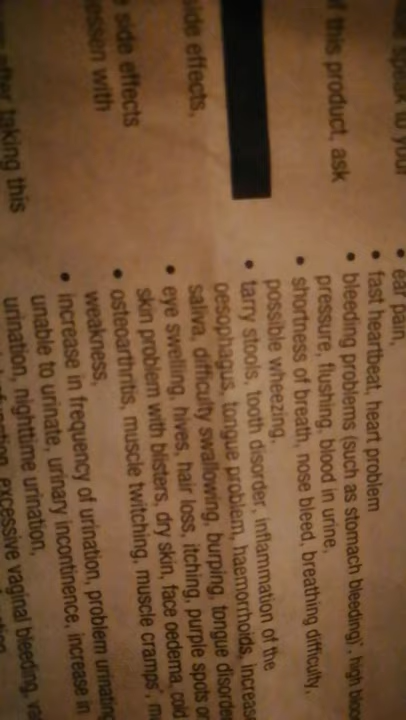 speak to your
f this product, ask
side effects.
side effects
lessen with
after taking this
• ear pain,
• fast heartbeat, heart problem
• bleeding problems (such as stomach bleeding)*, high bloo
pressure, flushing, blood in urine,
• shortness of breath, nose bleed, breathing difficulty,
possible wheezing,
• tarry stools, tooth disorder, inflammation of the
oesophagus, tongue problem, haemorrhoids, increas
saliva, difficulty swallowing, burping, tongue disorde
• eye swelling, hives, hair loss, itching, purple spots or
skin problem with blisters, dry skin, face oedema, cold
• osteoarthritis, muscle twitching, muscle cramps*, m
weakness,
• increase in frequency of urination, problem urinating
unable to urinate, urinary incontinence, increase in
urination, nighttime urination,
excessive vaginal bleeding, va